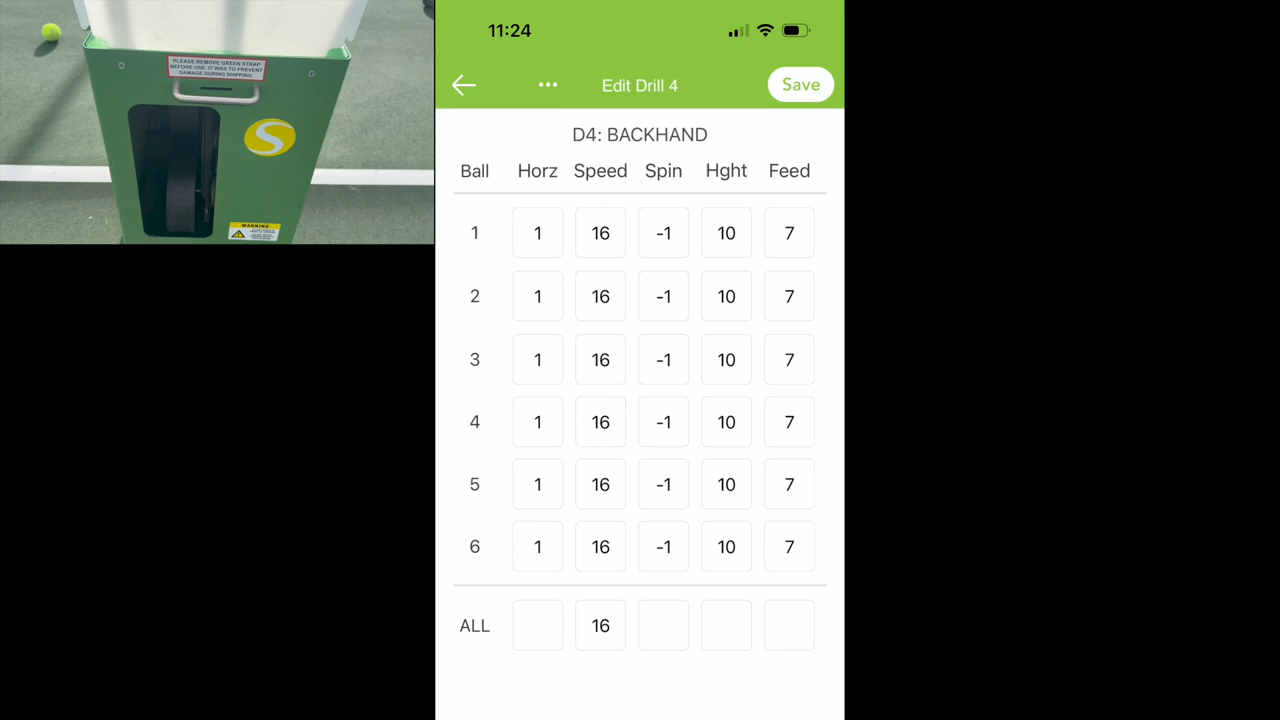 PLEASE REMOVE GREEN STRAP
BEFORE USE. IT WAS TO PREVENT
DAMAGE DURING SHIPPING.
S
WARNING
11:24
Edit Drill 4
Save
D4: BACKHAND
Ball Horz Speed Spin Hght Feed
1 1 16 -1 10 7
2 1 16 -1 10 7
3 1 16 -1 10 7
4 1 16 -1 10 7
5 1 16 -1 10 7
6 1 16 -1 10 7
ALL 16